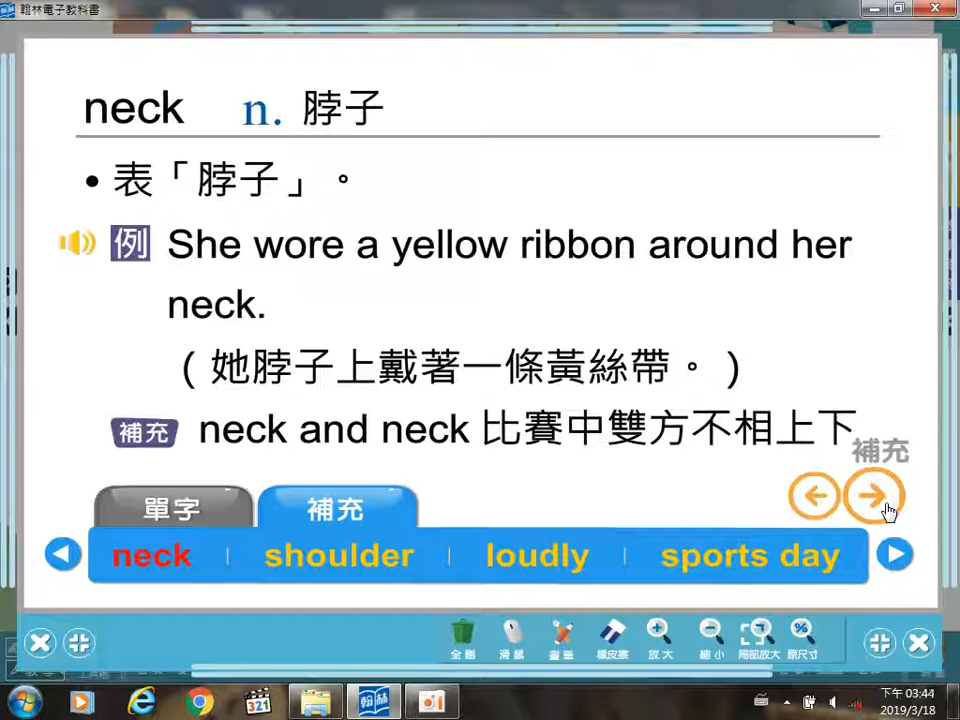 翰林電子教科書
neck n. 脖子
• 表「脖子」。
例 She wore a yellow ribbon around her
neck.
（她脖子上戴著一條黃絲帶。）
補充 neck and neck 比賽中雙方不相上下
補充
單字 補充
neck shoulder loudly sports day
全刪 滑鼠 畫筆 橡皮擦 放大 縮小 局部放大 原尺寸
321
翰林
下午 03:44
2019/3/18